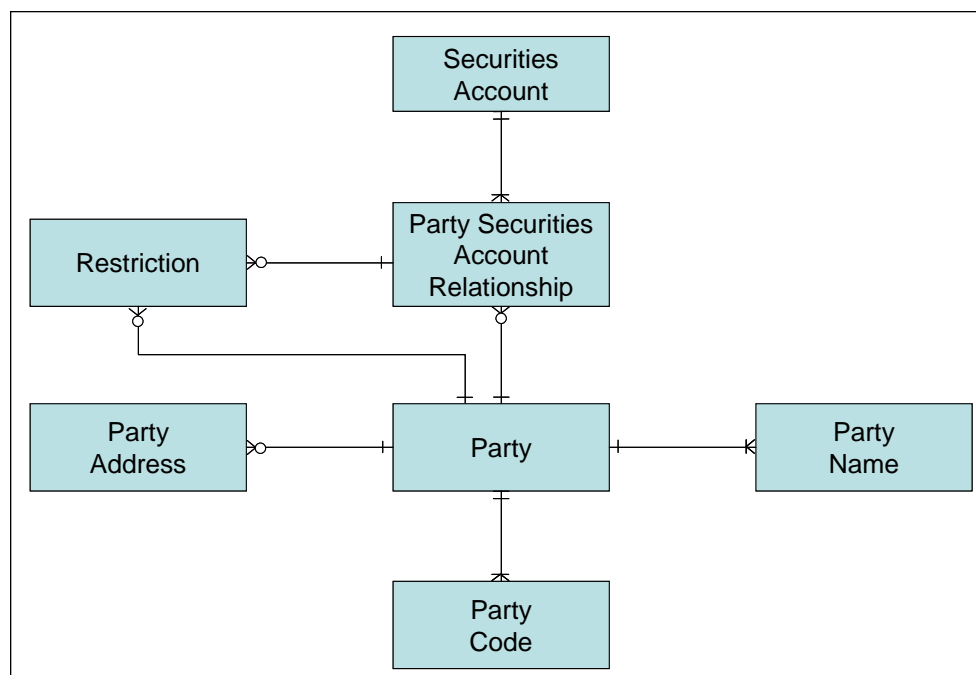 Securities
Account
Restriction
Party Securities
Account
Relationship
Party
Address
Party
Party
Name
Party
Code